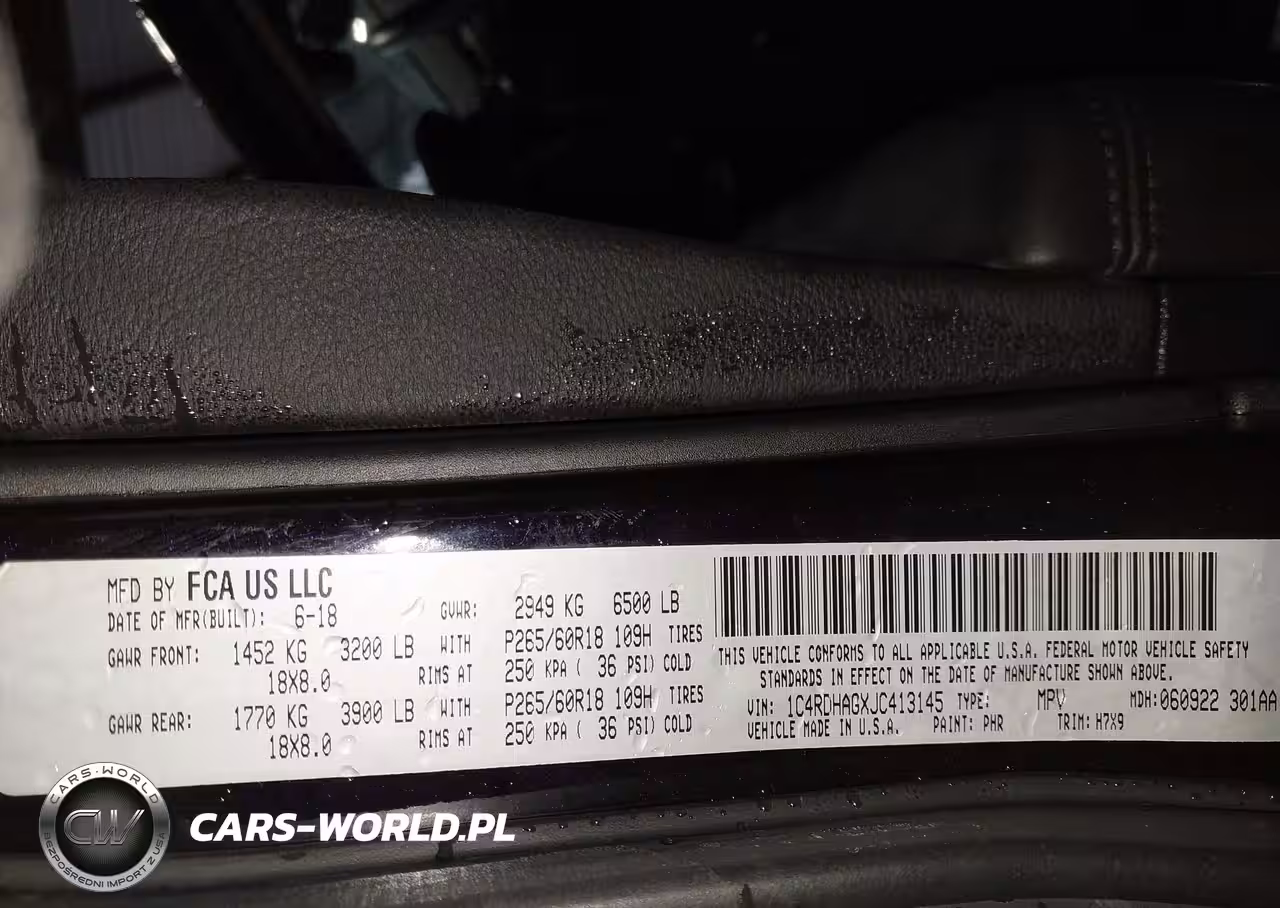 MFD BY FCA US LLC
DATE OF MFR(BUILT): 6-18 GVWR: 2949 KG 6500 LB
GAWR FRONT: 1452 KG 3200 LB WITH P265/60R18 109H TIRES
18X8.0 RIMS AT 250 KPA ( 36 PSI) COLD
GAWR REAR: 1770 KG 3900 LB WITH P265/60R18 109H TIRES
18X8.0 RIMS AT 250 KPA ( 36 PSI) COLD
THIS VEHICLE CONFORMS TO ALL APPLICABLE U.S.A. FEDERAL MOTOR VEHICLE SAFETY
STANDARDS IN EFFECT ON THE DATE OF MANUFACTURE SHOWN ABOVE.
VIN: 1C4RDHAGXJC413145 TYPE: MPV MDH:060922 301AA
VEHICLE MADE IN U.S.A. PAINT: PHR TRIM: H7X9
CARS-WORLD
CW
BEZPOŚREDNI IMPORT Z USA
CARS-WORLD.PL